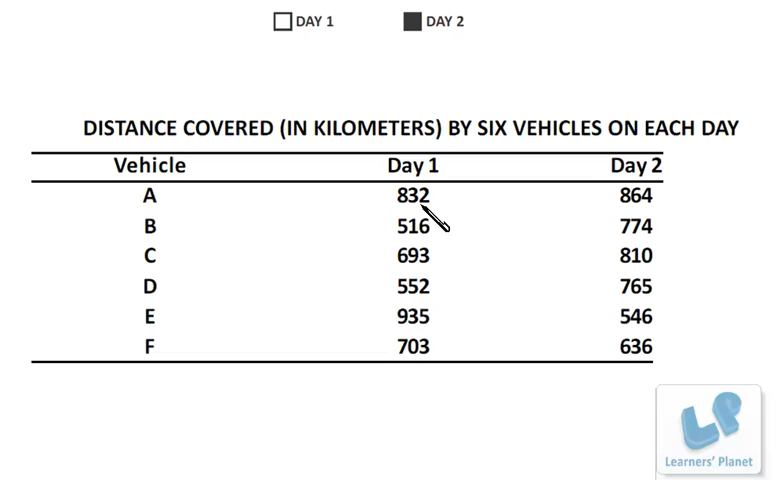 DAY 1 DAY 2
DISTANCE COVERED (IN KILOMETERS) BY SIX VEHICLES ON EACH DAY
Vehicle Day 1 Day 2
A 832 864
B 516 774
C 693 810
D 552 765
E 935 546
F 703 636
LP
Learners' Planet